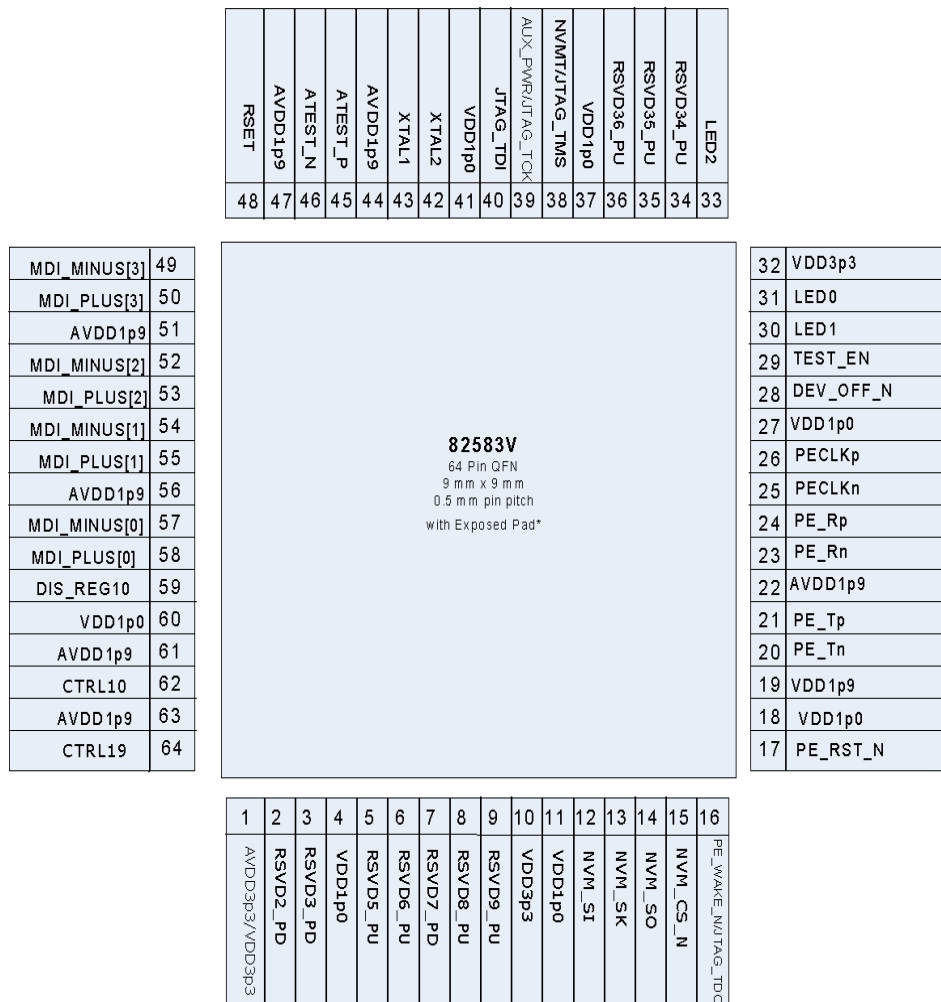 RSET
AVDD1p9
ATEST_N
ATEST_P
AVDD1p9
XTAL1
XTAL2
VDD1p0
JTAG_TDI
AUX_PWR/JTAG_TCK
NVMT/JTAG_TMS
VDD1p0
RSVD36_PU
RSVD35_PU
RSVD34_PU
LED2
48 47 46 45 44 43 42 41 40 39 38 37 36 35 34 33
MDI_MINUS[3] 49
MDI_PLUS[3] 50
AVDD1p9 51
MDI_MINUS[2] 52
MDI_PLUS[2] 53
MDI_MINUS[1] 54
MDI_PLUS[1] 55
AVDD1p9 56
MDI_MINUS[0] 57
MDI_PLUS[0] 58
DIS_REG10 59
VDD1p0 60
AVDD1p9 61
CTRL10 62
AVDD1p9 63
CTRL19 64
82583V
64 Pin QFN
9 mm x 9 mm
0.5 mm pin pitch
with Exposed Pad*
32 VDD3p3
31 LED0
30 LED1
29 TEST_EN
28 DEV_OFF_N
27 VDD1p0
26 PECLKp
25 PECLKn
24 PE_Rp
23 PE_Rn
22 AVDD1p9
21 PE_Tp
20 PE_Tn
19 VDD1p9
18 VDD1p0
17 PE_RST_N
1 2 3 4 5 6 7 8 9 10 11 12 13 14 15 16
AVDD3p3/VDD3p3
RSVD2_PD
RSVD3_PD
VDD1p0
RSVD5_PU
RSVD6_PU
RSVD7_PD
RSVD8_PU
RSVD9_PU
VDD3p3
VDD1p0
NVM_SI
NVM_SK
NVM_SO
NVM_CS_N
PE_WAKE_N/JTAG_TDO